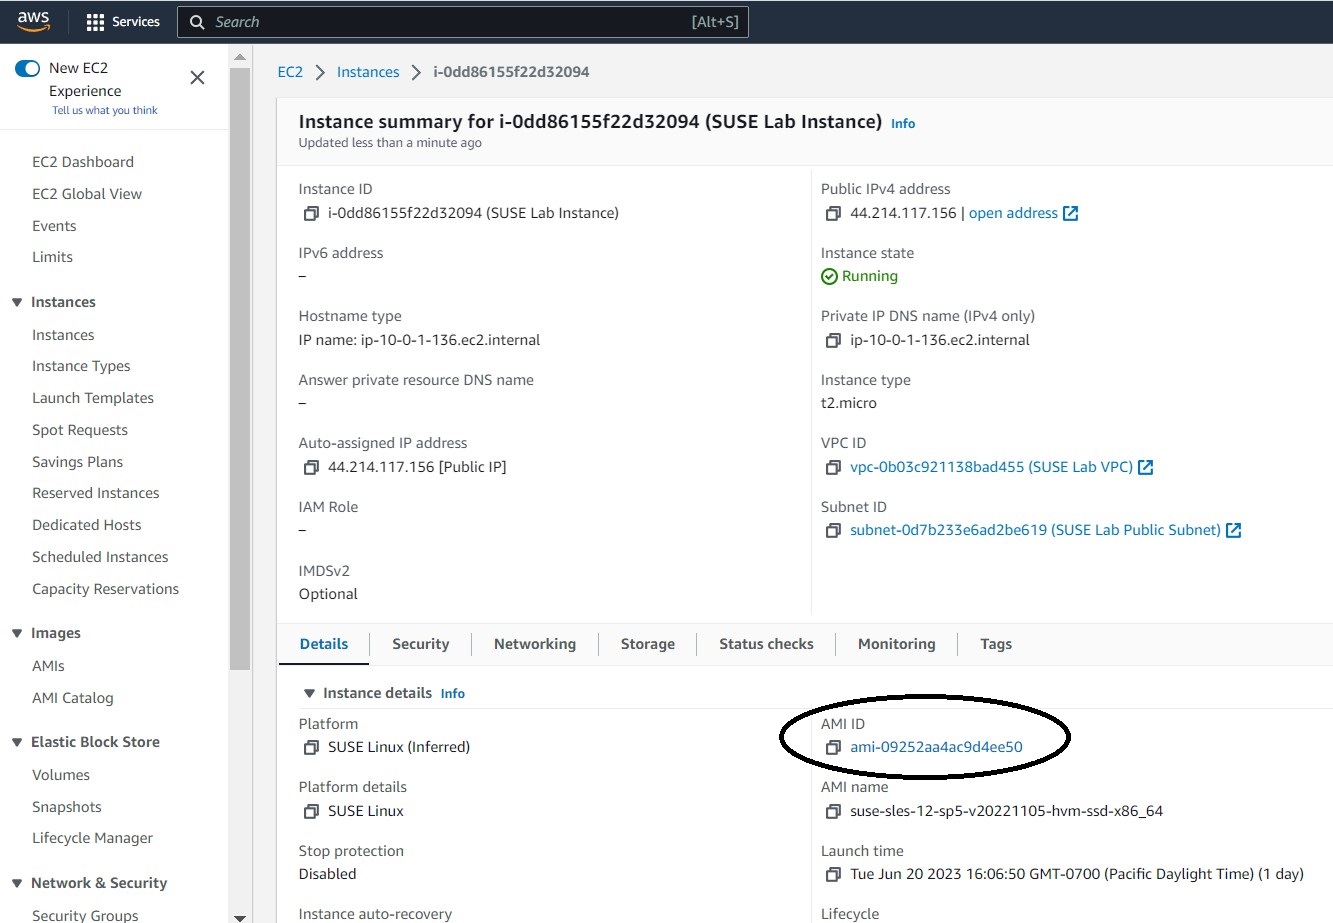 aws
Services
Search
[Alt+S]
New EC2
Experience
Tell us what you think
EC2 Dashboard
EC2 Global View
Events
Limits
Instances
Instances
Instance Types
Launch Templates
Spot Requests
Savings Plans
Reserved Instances
Dedicated Hosts
Scheduled Instances
Capacity Reservations
Images
AMIs
AMI Catalog
Elastic Block Store
Volumes
Snapshots
Lifecycle Manager
Network & Security
Security Groups
EC2 > Instances > i-0dd86155f22d32094
Instance summary for i-0dd86155f22d32094 (SUSE Lab Instance) Info
Updated less than a minute ago
Instance ID
i-0dd86155f22d32094 (SUSE Lab Instance)
IPv6 address
–
Hostname type
IP name: ip-10-0-1-136.ec2.internal
Answer private resource DNS name
–
Auto-assigned IP address
44.214.117.156 [Public IP]
IAM Role
–
IMDSv2
Optional
Public IPv4 address
44.214.117.156 | open address
Instance state
Running
Private IP DNS name (IPv4 only)
ip-10-0-1-136.ec2.internal
Instance type
t2.micro
VPC ID
vpc-0b03c921138bad455 (SUSE Lab VPC)
Subnet ID
subnet-0d7b233e6ad2be619 (SUSE Lab Public Subnet)
Details
Security
Networking
Storage
Status checks
Monitoring
Tags
Instance details Info
Platform
SUSE Linux (Inferred)
Platform details
SUSE Linux
Stop protection
Disabled
Instance auto-recovery
AMI ID
ami-09252aa4ac9d4ee50
AMI name
suse-sles-12-sp5-v20221105-hvm-ssd-x86_64
Launch time
Tue Jun 20 2023 16:06:50 GMT-0700 (Pacific Daylight Time) (1 day)
Lifecycle